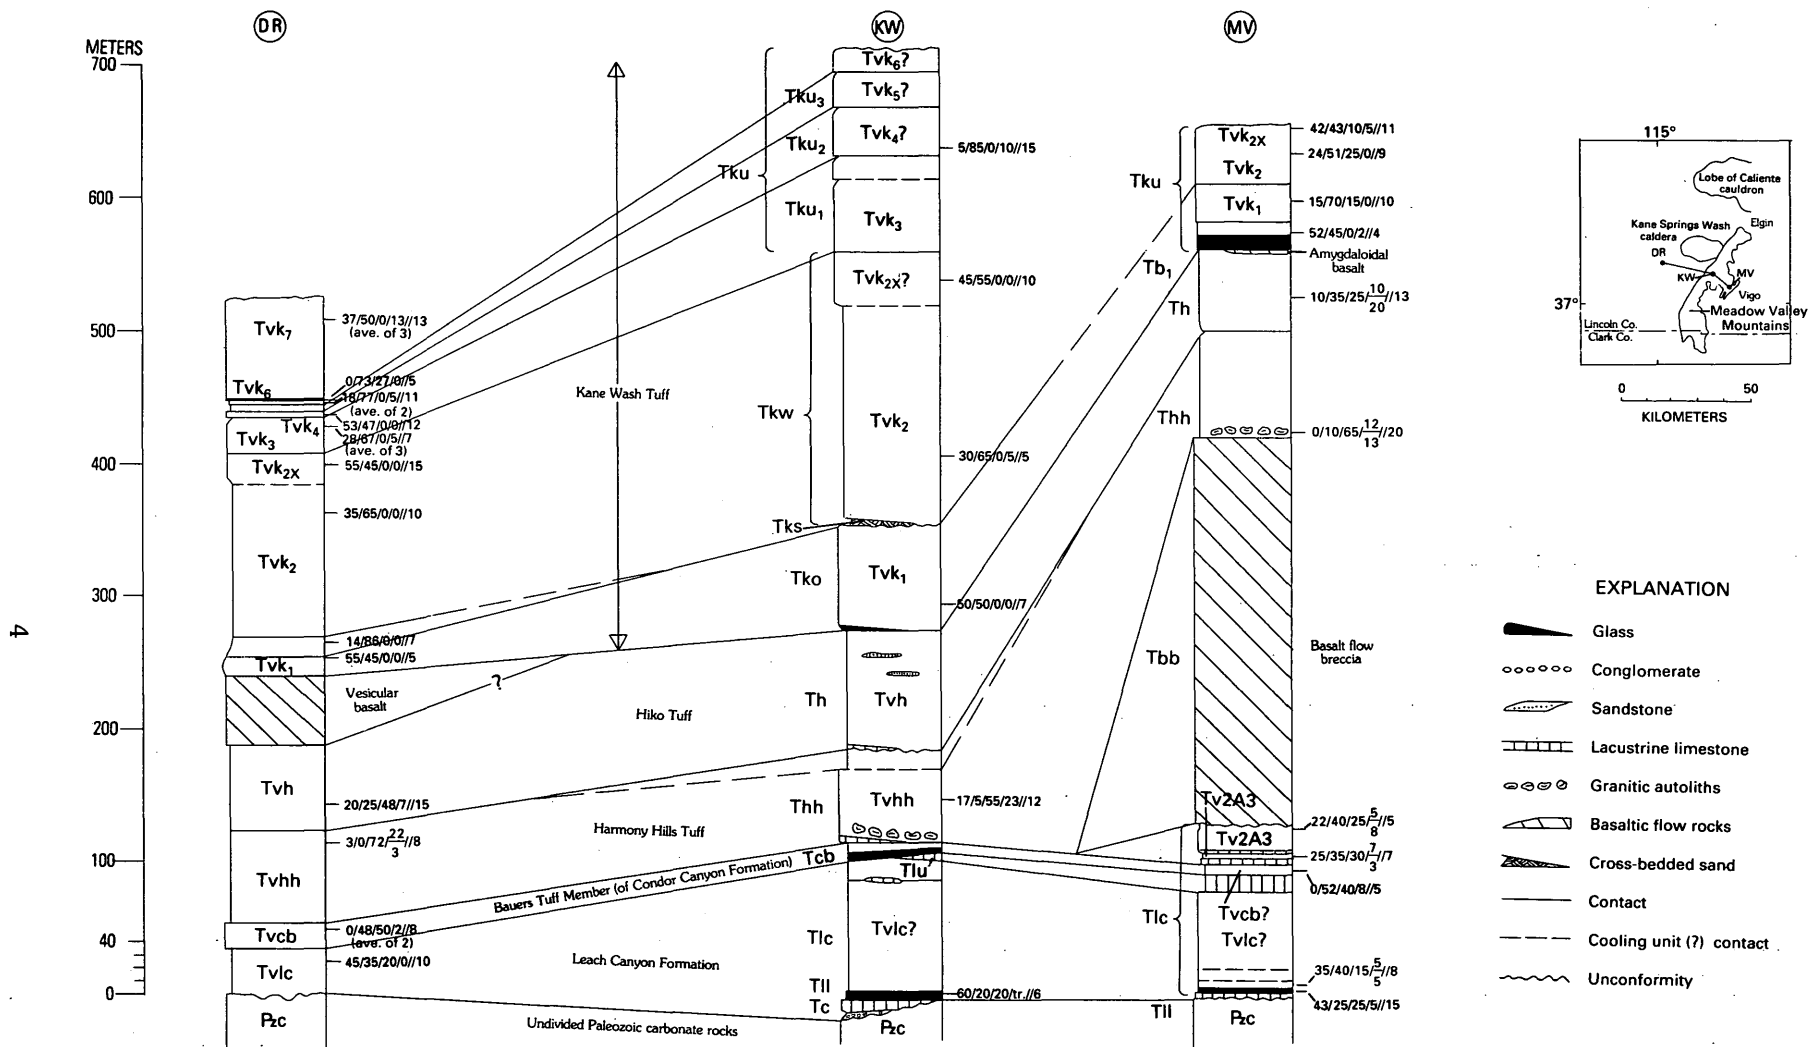 DR
KW
MV
METERS
700
600
500
400
300
200
100
40
0
4
Tvk7
37/50/0/13//13
(ave. of 3)
Tvk6
0/73/27/0//5
18/77/0/5//11
(ave. of 2)
Tvk4
53/47/0/0//12
Tvk3
28/67/0/5//7
(ave. of 3)
Tvk2X
55/45/0/0//15
35/65/0/0//10
Tvk2
14/86/0/0//7
55/45/0/0//5
Tvk1
Vesicular
basalt
Tvh
20/25/48/7//15
3/0/72/22/3//8
Tvhh
Tvcb
0/48/50/2//8
(ave. of 2)
Tvlc
45/35/20/0//10
Pzc
Kane Wash Tuff
?
Hiko Tuff
Harmony Hills Tuff
Bauers Tuff Member (of Condor Canyon Formation)
Leach Canyon Formation
Undivided Paleozoic carbonate rocks
Tku
Tku3
Tku2
Tku1
Tkw
Tks
Tko
Th
Thh
Tcb
Tlu
Tlc
Tll
Tc
Tvk6?
Tvk5?
Tvk4?
5/85/0/10//15
Tvk3
Tvk2X?
45/55/0/0//10
Tvk2
30/65/0/5//5
Tvk1
50/50/0/0//7
Tvh
Tvhh
17/5/55/23//12
Tvlc?
60/20/20/tr.//6
Pzc
Tku
Tb1
Th
Thh
Tbb
Tlc
Tll
Tvk2X
42/43/10/5//11
24/51/25/0//9
Tvk2
Tvk1
15/70/15/0//10
52/45/0/2//4
Amygdaloidal
basalt
10/35/25/10/20//13
0/10/65/12/13//20
Basalt flow
breccia
Tv2A3
22/40/25/5/8//5
Tv2A3
25/35/30/7/3//7
0/52/40/8//5
Tvcb?
Tvlc?
35/40/15/5/5//8
43/25/25/5//15
Pzc
115°
Lobe of Caliente
cauldron
Elgin
Kane Springs Wash
caldera
DR
KW
MV
Vigo
37°
Meadow Valley
Mountains
Lincoln Co.
Clark Co.
0 50
KILOMETERS
EXPLANATION
Glass
Conglomerate
Sandstone
Lacustrine limestone
Granitic autoliths
Basaltic flow rocks
Cross-bedded sand
Contact
Cooling unit (?) contact
Unconformity